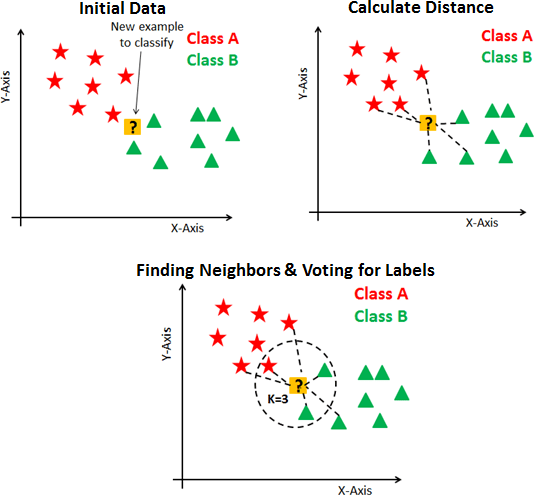 Initial Data
New example
to classify
Class A
Class B
Y-Axis
?
X-Axis
Calculate Distance
Class A
Class B
Y-Axis
?
X-Axis
Finding Neighbors & Voting for Labels
Class A
Class B
Y-Axis
?
K=3
X-Axis